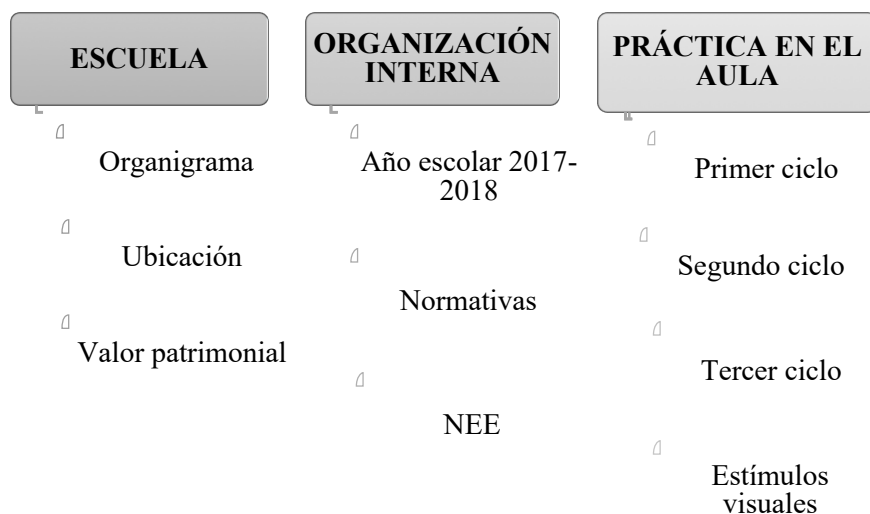 ESCUELA
Organigrama
Ubicación
Valor patrimonial
ORGANIZACIÓN
INTERNA
Año escolar 2017-
2018
Normativas
NEE
PRÁCTICA EN EL
AULA
Primer ciclo
Segundo ciclo
Tercer ciclo
Estímulos
visuales